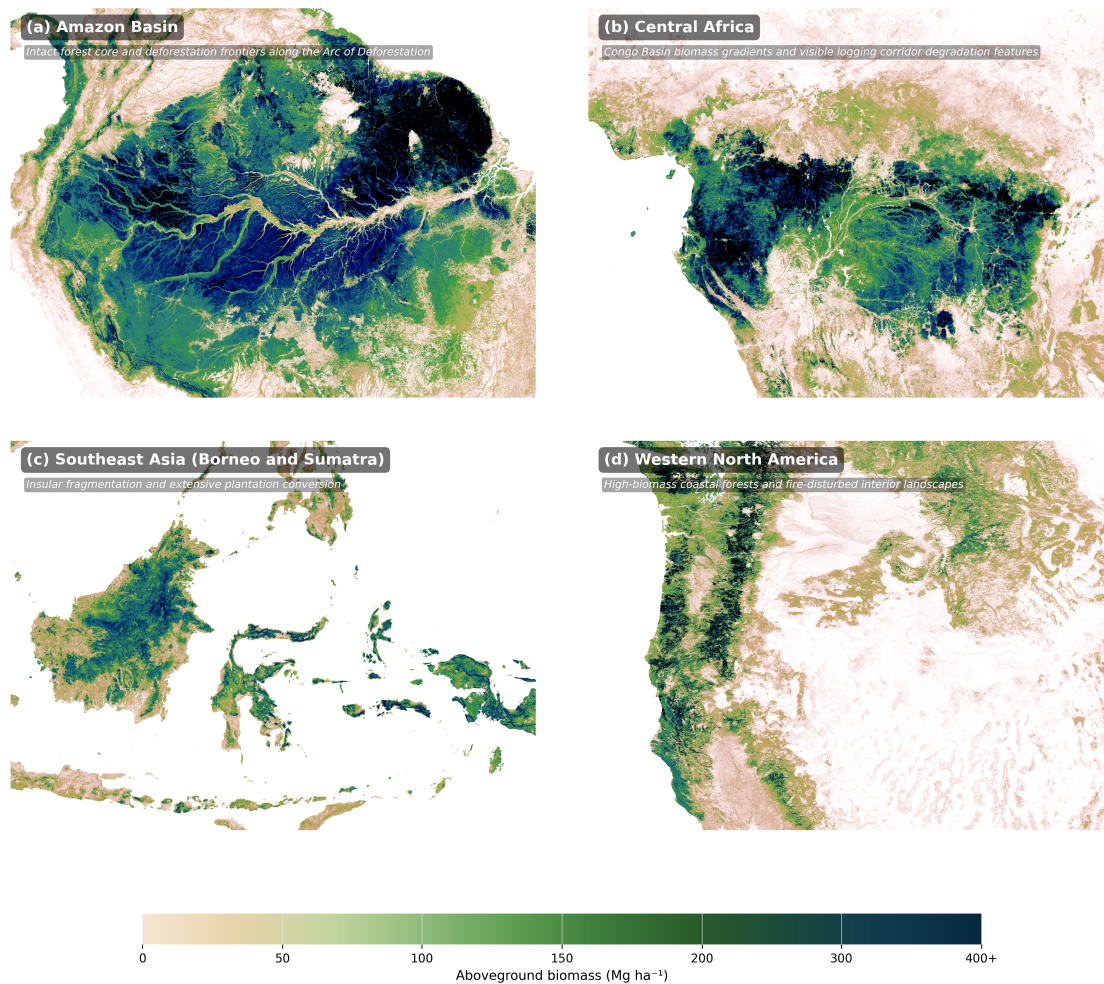 (a) Amazon Basin
Intact forest core and deforestation frontiers along the Arc of Deforestation
(b) Central Africa
Congo Basin biomass gradients and visible logging corridor degradation features
(c) Southeast Asia (Borneo and Sumatra)
Insular fragmentation and extensive plantation conversion
(d) Western North America
High-biomass coastal forests and fire-disturbed interior landscapes
0 50 100 150 200 300 400+
Aboveground biomass (Mg ha⁻¹)